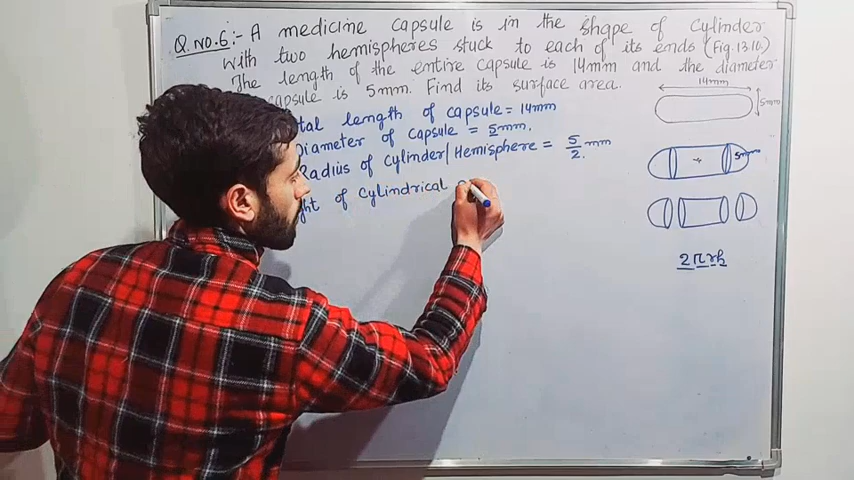 Q. NO. 6:- A medicine capsule is in the shape of cylinder
with two hemispheres stuck to each of its ends (Fig. 13.10.)
The length of the entire capsule is 14mm and the diameter
capsule is 5mm. Find its surface area.
14mm
5mm
length of capsule = 14mm
Diameter of capsule = 5mm.
Radius of cylinder/Hemisphere = 5/2 mm
5mm
of cylindrical
2πrh